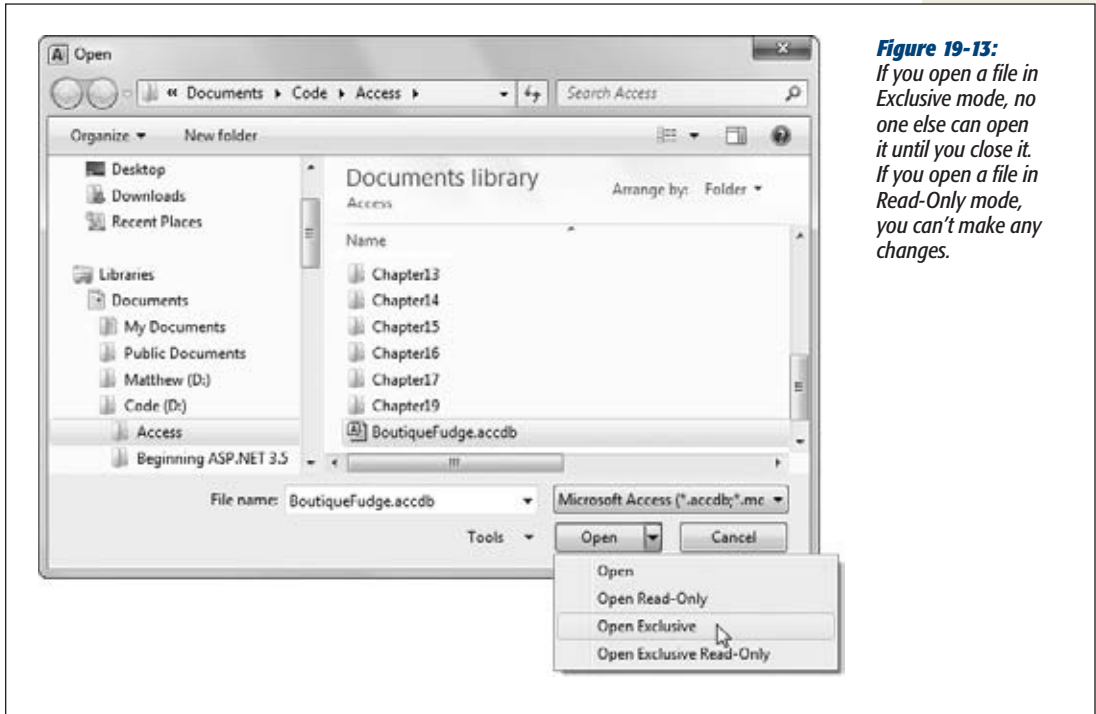 Open
« Documents ▸ Code ▸ Access ▸
Search Access
Organize ▾ New folder
Desktop
Downloads
Recent Places
Libraries
Documents
My Documents
Public Documents
Matthew (D:)
Code (D:)
Access
Beginning ASP.NET 3.5
Documents library
Access
Arrange by: Folder ▾
Name
Chapter13
Chapter14
Chapter15
Chapter16
Chapter17
Chapter19
BoutiqueFudge.accdb
File name: BoutiqueFudge.accdb
Microsoft Access (*.accdb;*.mc
Tools ▾ Open Cancel
Open
Open Read-Only
Open Exclusive
Open Exclusive Read-Only
Figure 19-13:
If you open a file in
Exclusive mode, no
one else can open
it until you close it.
If you open a file in
Read-Only mode,
you can't make any
changes.